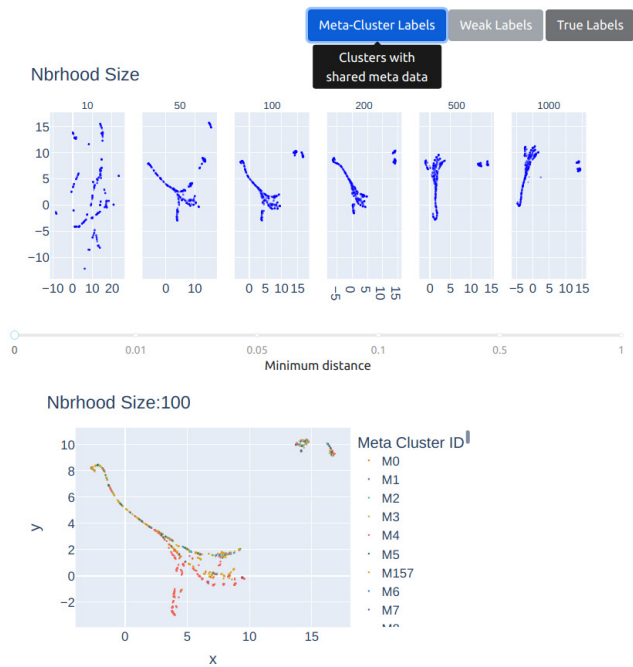 Meta-Cluster Labels Weak Labels True Labels
Clusters with
shared meta data
Nbrhood Size
10 50 100 200 500 1000
15
10
5
0
−5
−10
−10 0 10 20 0 10 0 5 10 15 −5 0 5 10 15 0 5 10 15 −5 0 5 10 15
0 0.01 0.05 0.1 0.5 1
Minimum distance
Nbrhood Size:100
Meta Cluster ID
10
8
6
4
2
0
−2
y
0 5 10 15
x
M0
M1
M2
M3
M4
M5
M157
M6
M7